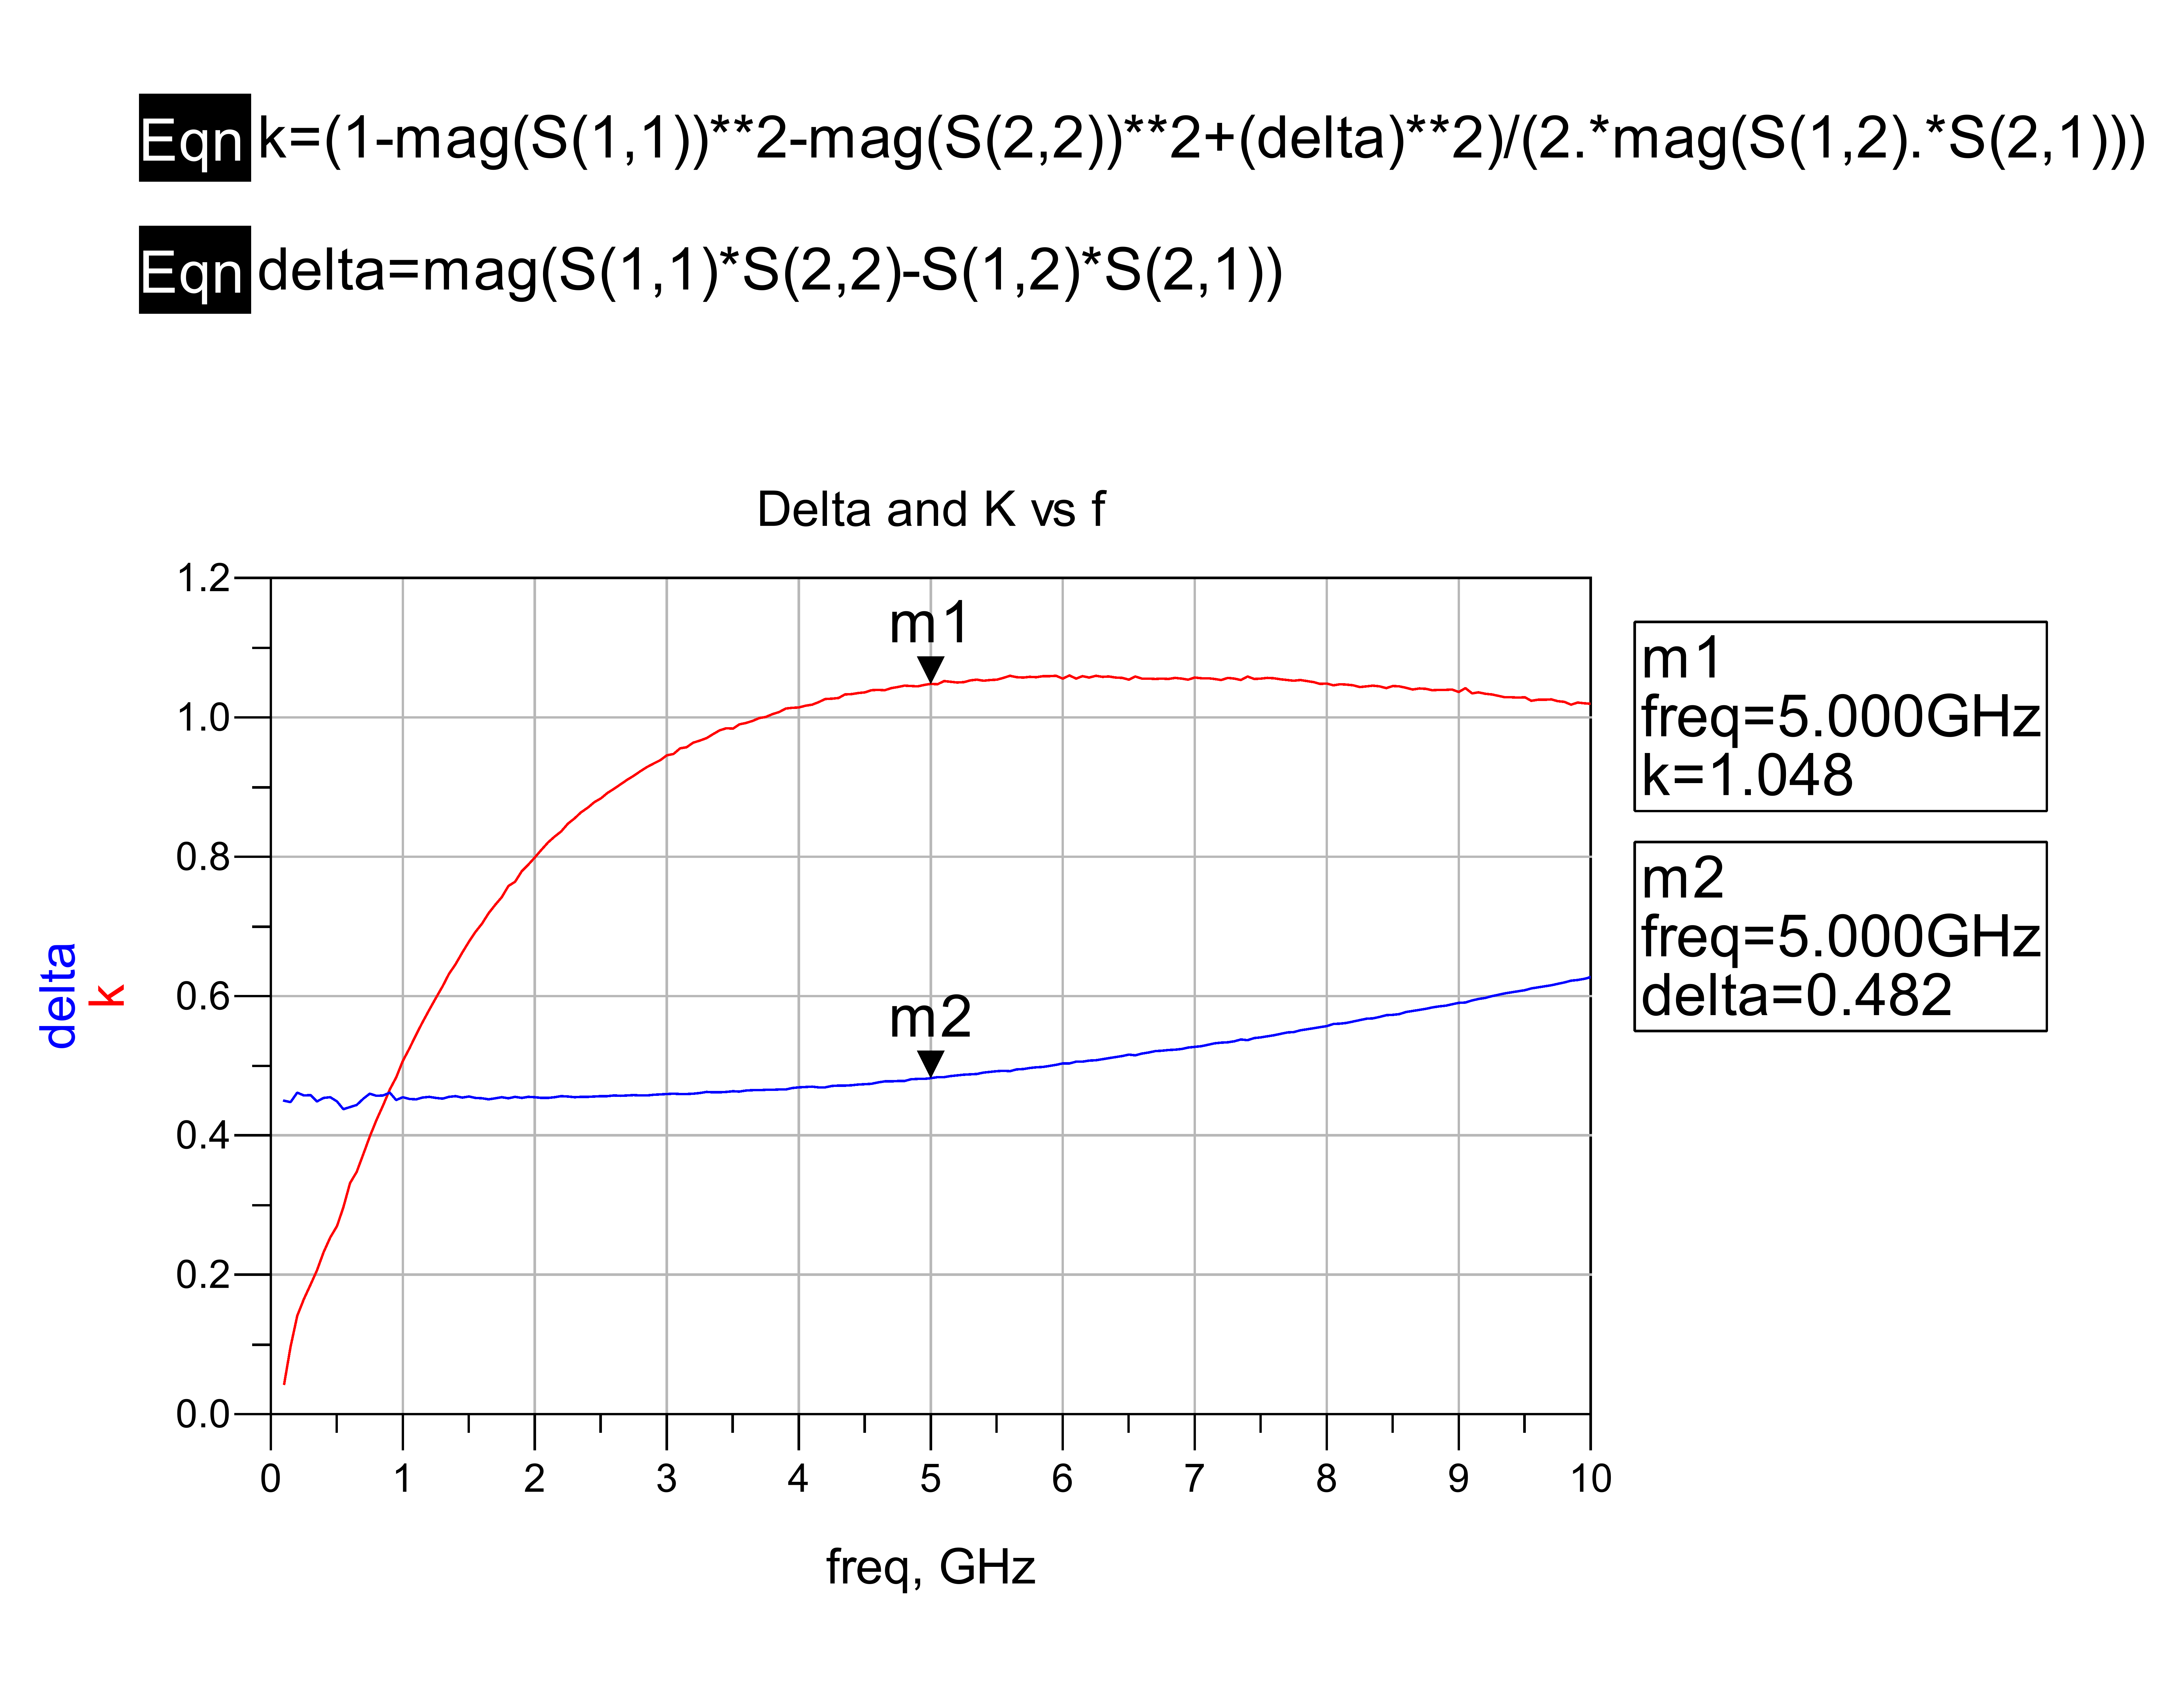 Eqn k=(1-mag(S(1,1))**2-mag(S(2,2))**2+(delta)**2)/(2.*mag(S(1,2).*S(2,1)))
Eqn delta=mag(S(1,1)*S(2,2)-S(1,2)*S(2,1))
Delta and K vs f
1.2
1.0
0.8
0.6
0.4
0.2
0.0
delta
k
m1
m2
0 1 2 3 4 5 6 7 8 9 10
freq, GHz
m1
freq=5.000GHz
k=1.048
m2
freq=5.000GHz
delta=0.482